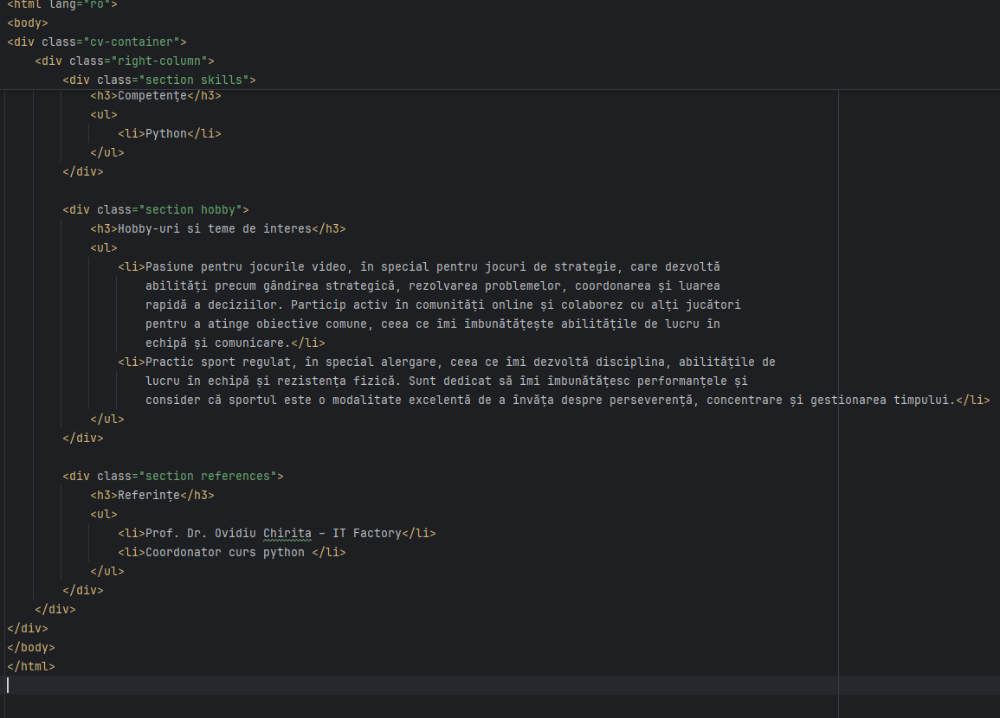 <html lang="ro">
<body>
<div class="cv-container">
    <div class="right-column">
        <div class="section skills">
            <h3>Competențe</h3>
            <ul>
                <li>Python</li>
            </ul>
        </div>

        <div class="section hobby">
            <h3>Hobby-uri si teme de interes</h3>
            <ul>
                <li>Pasiune pentru jocurile video, în special pentru jocuri de strategie, care dezvoltă
                    abilități precum gândirea strategică, rezolvarea problemelor, coordonarea și luarea
                    rapidă a deciziilor. Particip activ în comunități online și colaborez cu alți jucători
                    pentru a atinge obiective comune, ceea ce îmi îmbunătățește abilitățile de lucru în
                    echipă și comunicare.</li>
                <li>Practic sport regulat, în special alergare, ceea ce îmi dezvoltă disciplina, abilitățile de
                    lucru în echipă și rezistența fizică. Sunt dedicat să îmi îmbunătățesc performanțele și
                    consider că sportul este o modalitate excelentă de a învăța despre perseverență, concentrare și gestionarea timpului.</li>
            </ul>
        </div>

        <div class="section references">
            <h3>Referințe</h3>
            <ul>
                <li>Prof. Dr. Ovidiu Chirita – IT Factory</li>
                <li>Coordonator curs python </li>
            </ul>
        </div>
    </div>
</div>
</body>
</html>